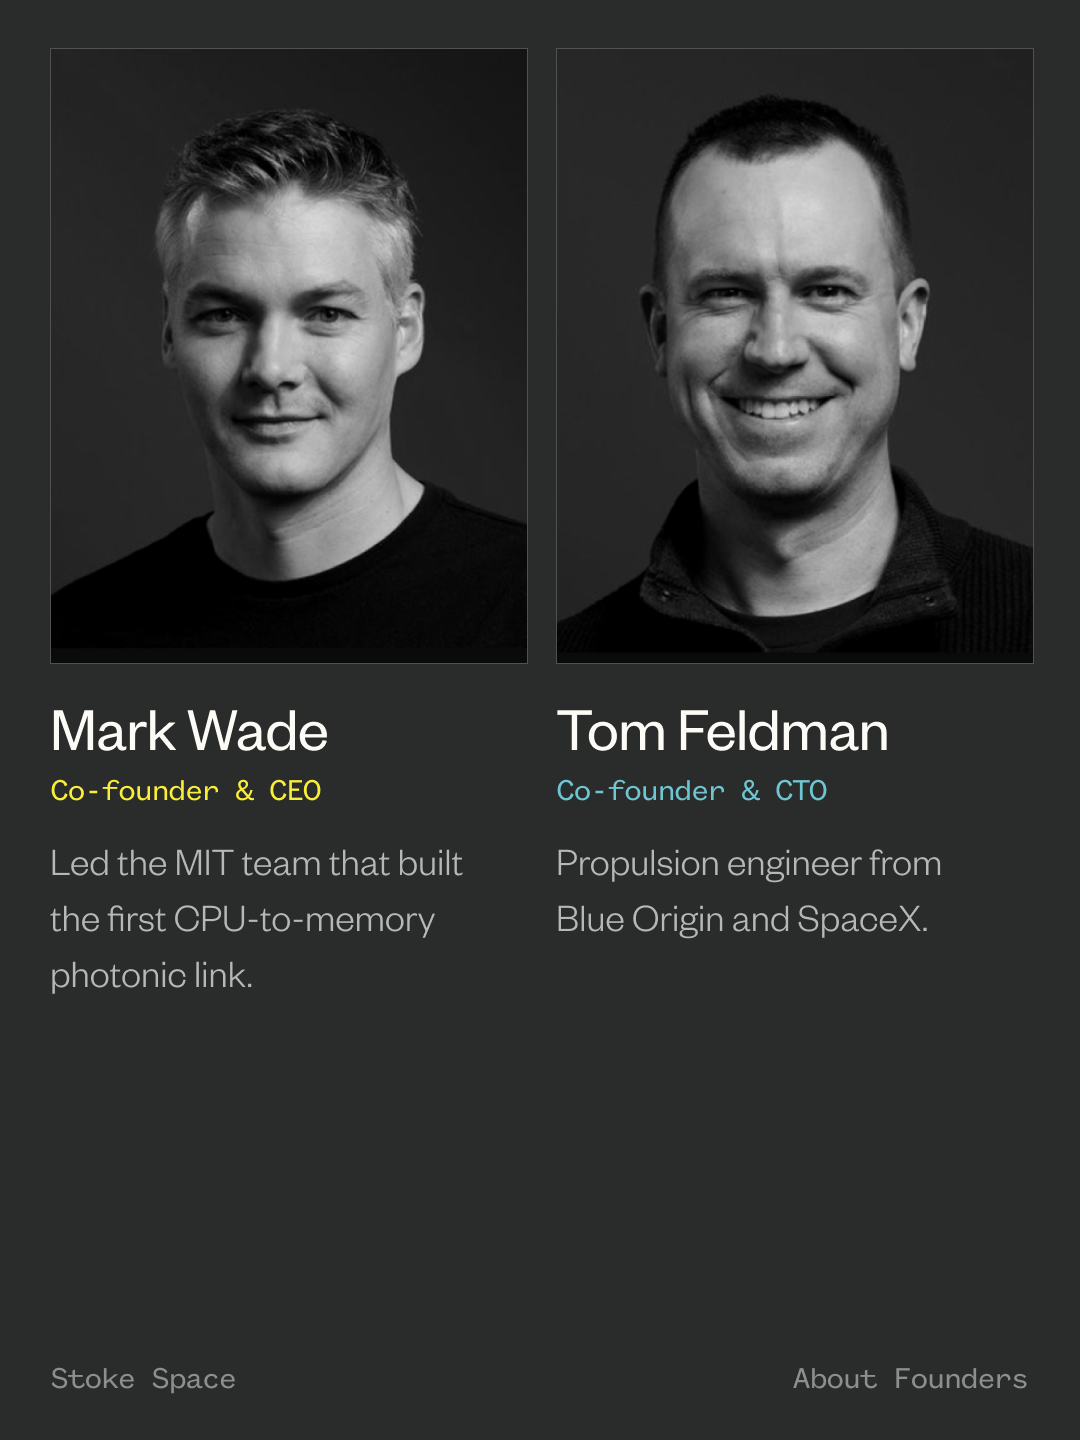 Mark Wade
Co-founder & CEO
Led the MIT team that built
the first CPU-to-memory
photonic link.
Tom Feldman
Co-founder & CTO
Propulsion engineer from
Blue Origin and SpaceX.
Stoke Space
About Founders